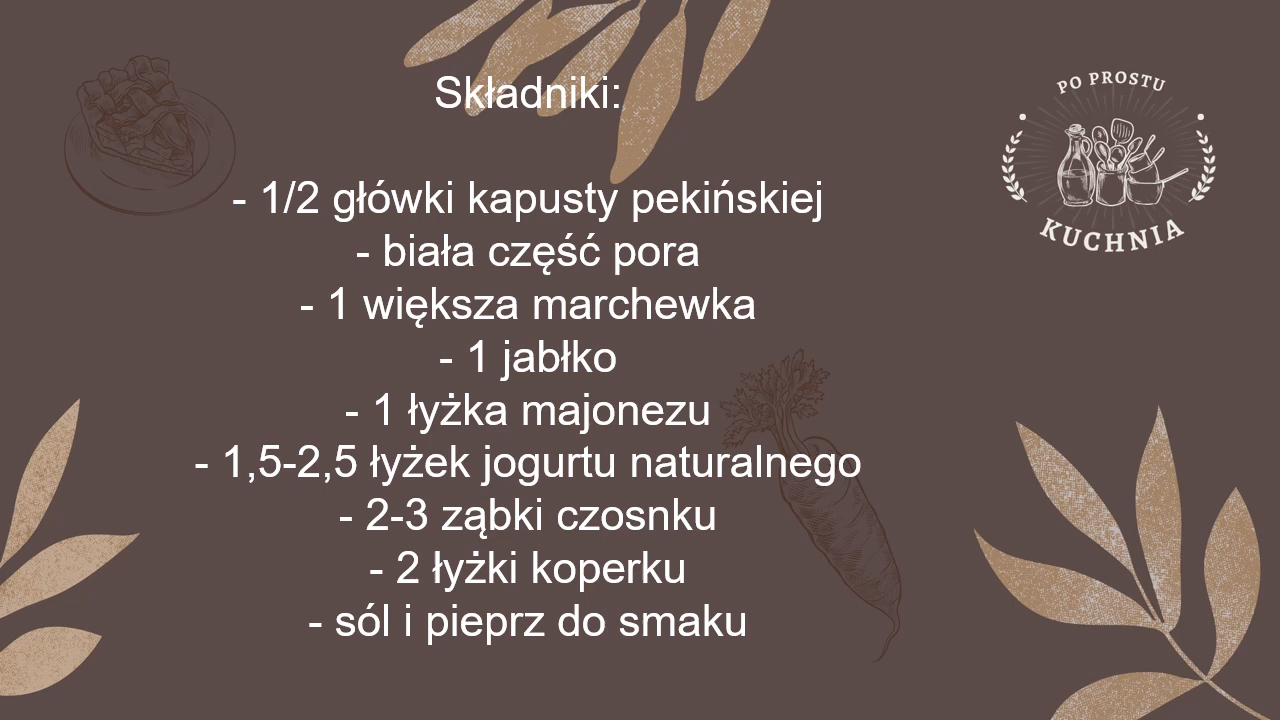 Składniki:
- 1/2 główki kapusty pekińskiej
- biała część pora
- 1 większa marchewka
- 1 jabłko
- 1 łyżka majonezu
- 1,5-2,5 łyżek jogurtu naturalnego
- 2-3 ząbki czosnku
- 2 łyżki koperku
- sól i pieprz do smaku
PO PROSTU
KUCHNIA